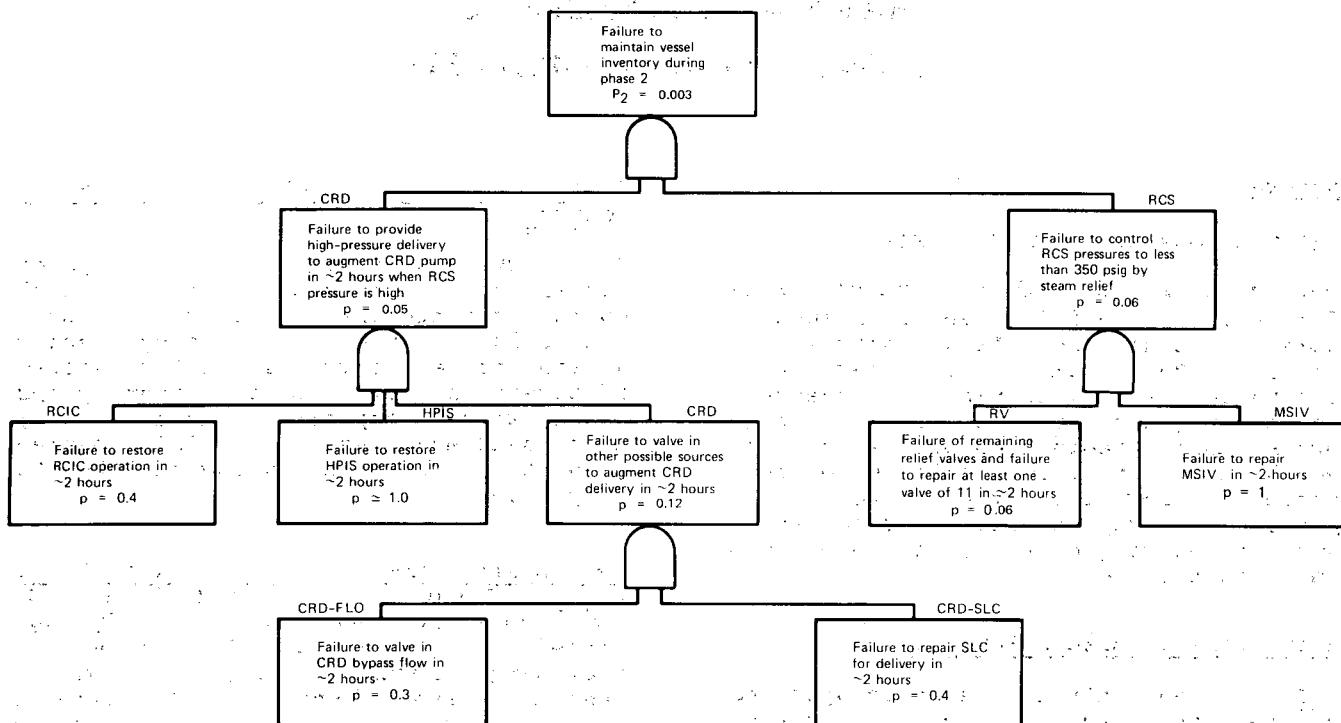 Failure to
maintain vessel
inventory during
phase 2
P2 = 0.003
CRD
Failure to provide
high-pressure delivery
to augment CRD pump
in ~2 hours when RCS
pressure is high
p = 0.05
RCS
Failure to control
RCS pressures to less
than 350 psig by
steam relief
p = 0.06
RCIC
Failure to restore
RCIC operation in
~2 hours
p = 0.4
HPIS
Failure to restore
HPIS operation in
~2 hours
p ≃ 1.0
CRD
Failure to valve in
other possible sources
to augment CRD
delivery in ~2 hours
p = 0.12
RV
Failure of remaining
relief valves and failure
to repair at least one
valve of 11 in ~2 hours
p = 0.06
MSIV
Failure to repair
MSIV in ~2 hours
p = 1
CRD-FLO
Failure to valve in
CRD bypass flow in
~2 hours
p = 0.3
CRD-SLC
Failure to repair SLC
for delivery in
~2 hours
p = 0.4